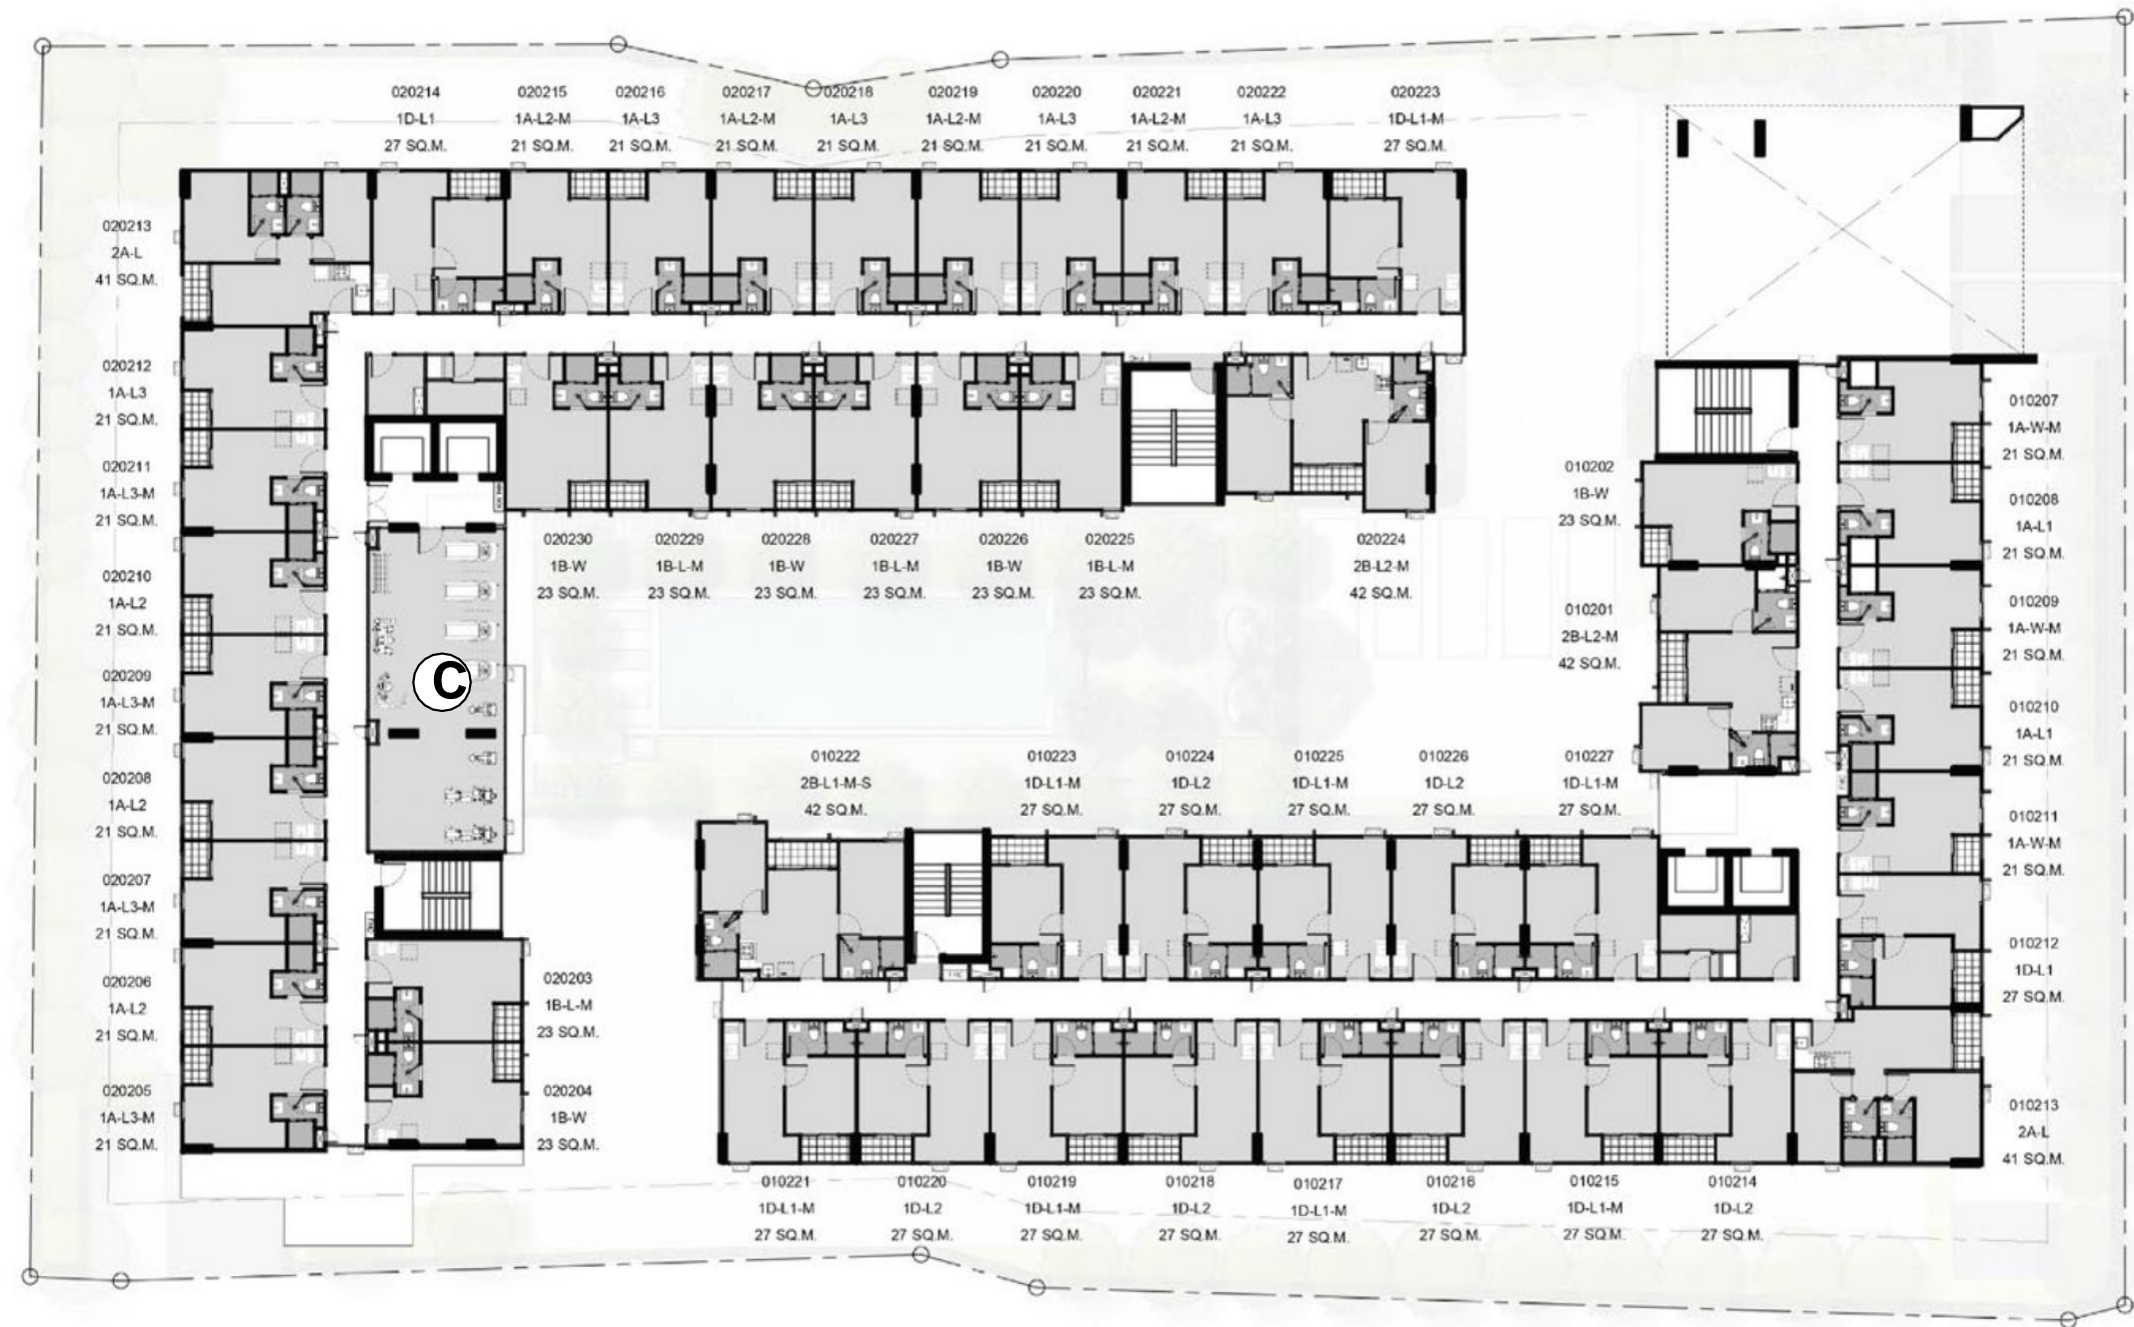 020214
1D-L1
27 SQ.M.
020215
1A-L2-M
21 SQ.M.
020216
1A-L3
21 SQ.M.
020217
1A-L2-M
21 SQ.M.
020218
1A-L3
21 SQ.M.
020219
1A-L2-M
21 SQ.M.
020220
1A-L3
21 SQ.M.
020221
1A-L2-M
21 SQ.M.
020222
1A-L3
21 SQ.M.
020223
1D-L1-M
27 SQ.M.
020213
2A-L
41 SQ.M.
020212
1A-L3
21 SQ.M.
020211
1A-L3-M
21 SQ.M.
020210
1A-L2
21 SQ.M.
020209
1A-L3-M
21 SQ.M.
020208
1A-L2
21 SQ.M.
020207
1A-L3-M
21 SQ.M.
020206
1A-L2
21 SQ.M.
020205
1A-L3-M
21 SQ.M.
C
020230
1B-W
23 SQ.M.
020229
1B-L-M
23 SQ.M.
020228
1B-W
23 SQ.M.
020227
1B-L-M
23 SQ.M.
020226
1B-W
23 SQ.M.
020225
1B-L-M
23 SQ.M.
020224
2B-L2-M
42 SQ.M.
020203
1B-L-M
23 SQ.M.
020204
1B-W
23 SQ.M.
010202
1B-W
23 SQ.M.
010201
2B-L2-M
42 SQ.M.
010207
1A-W-M
21 SQ.M.
010208
1A-L1
21 SQ.M.
010209
1A-W-M
21 SQ.M.
010210
1A-L1
21 SQ.M.
010211
1A-W-M
21 SQ.M.
010212
1D-L1
27 SQ.M.
010213
2A-L
41 SQ.M.
010222
2B-L1-M-S
42 SQ.M.
010223
1D-L1-M
27 SQ.M.
010224
1D-L2
27 SQ.M.
010225
1D-L1-M
27 SQ.M.
010226
1D-L2
27 SQ.M.
010227
1D-L1-M
27 SQ.M.
010221
1D-L1-M
27 SQ.M.
010220
1D-L2
27 SQ.M.
010219
1D-L1-M
27 SQ.M.
010218
1D-L2
27 SQ.M.
010217
1D-L1-M
27 SQ.M.
010216
1D-L2
27 SQ.M.
010215
1D-L1-M
27 SQ.M.
010214
1D-L2
27 SQ.M.